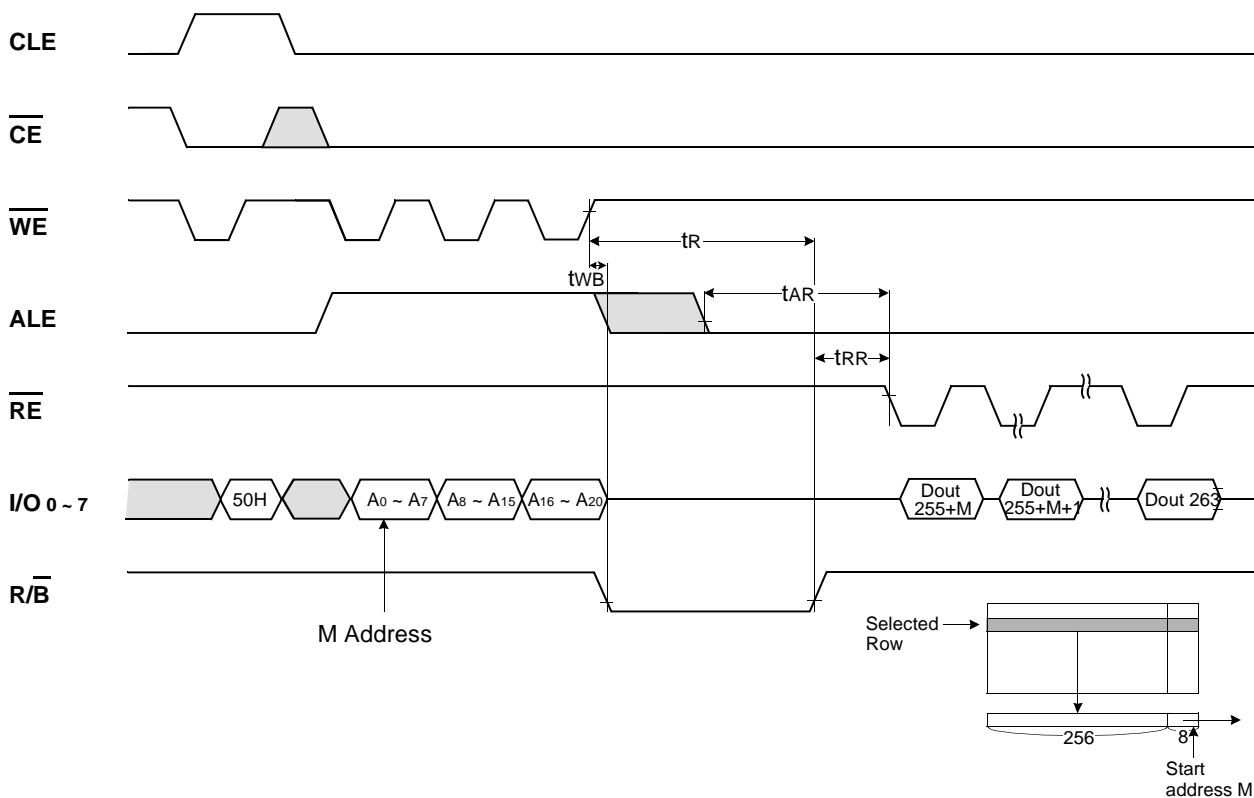 CLE
CE
WE
tR
tWB
tAR
ALE
tRR
RE
I/O 0 ~ 7
50H
A0 ~ A7
A8 ~ A15
A16 ~ A20
Dout
255+M
Dout
255+M+1
Dout 263
R/B
M Address
Selected
Row
256
8
Start
address M